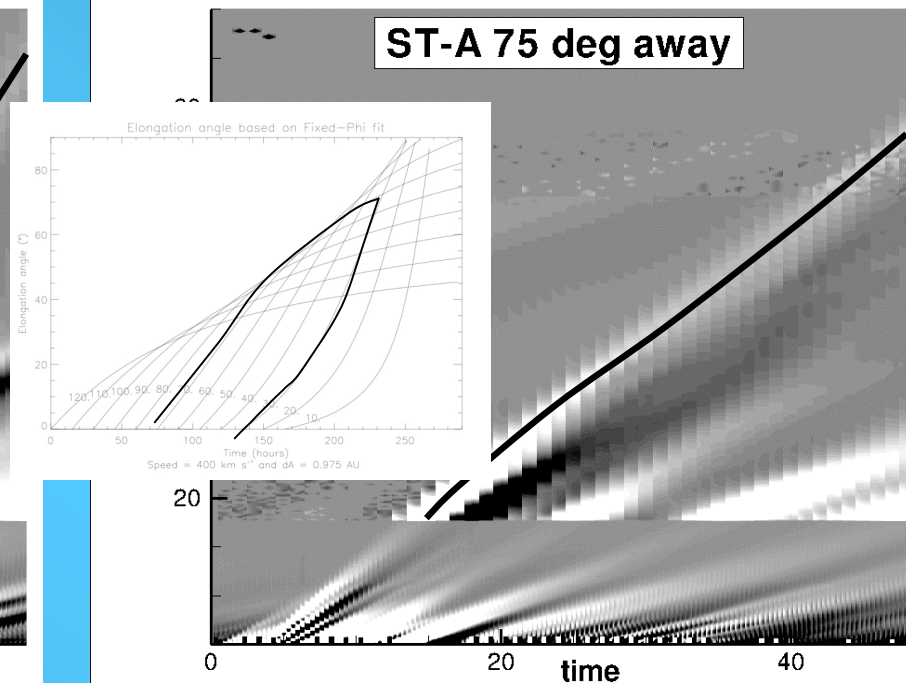 ST-A 75 deg away
Elongation angle based on Fixed-Phi fit
80
60
40
20
0
Elongation angle (°)
120. 110. 100. 90. 80. 70. 60. 50. 40. 20. 10.
0 50 100 150 200 250
Time (hours)
Speed = 400 km s⁻¹ and dA = 0.975 AU
20
0 20 40
time